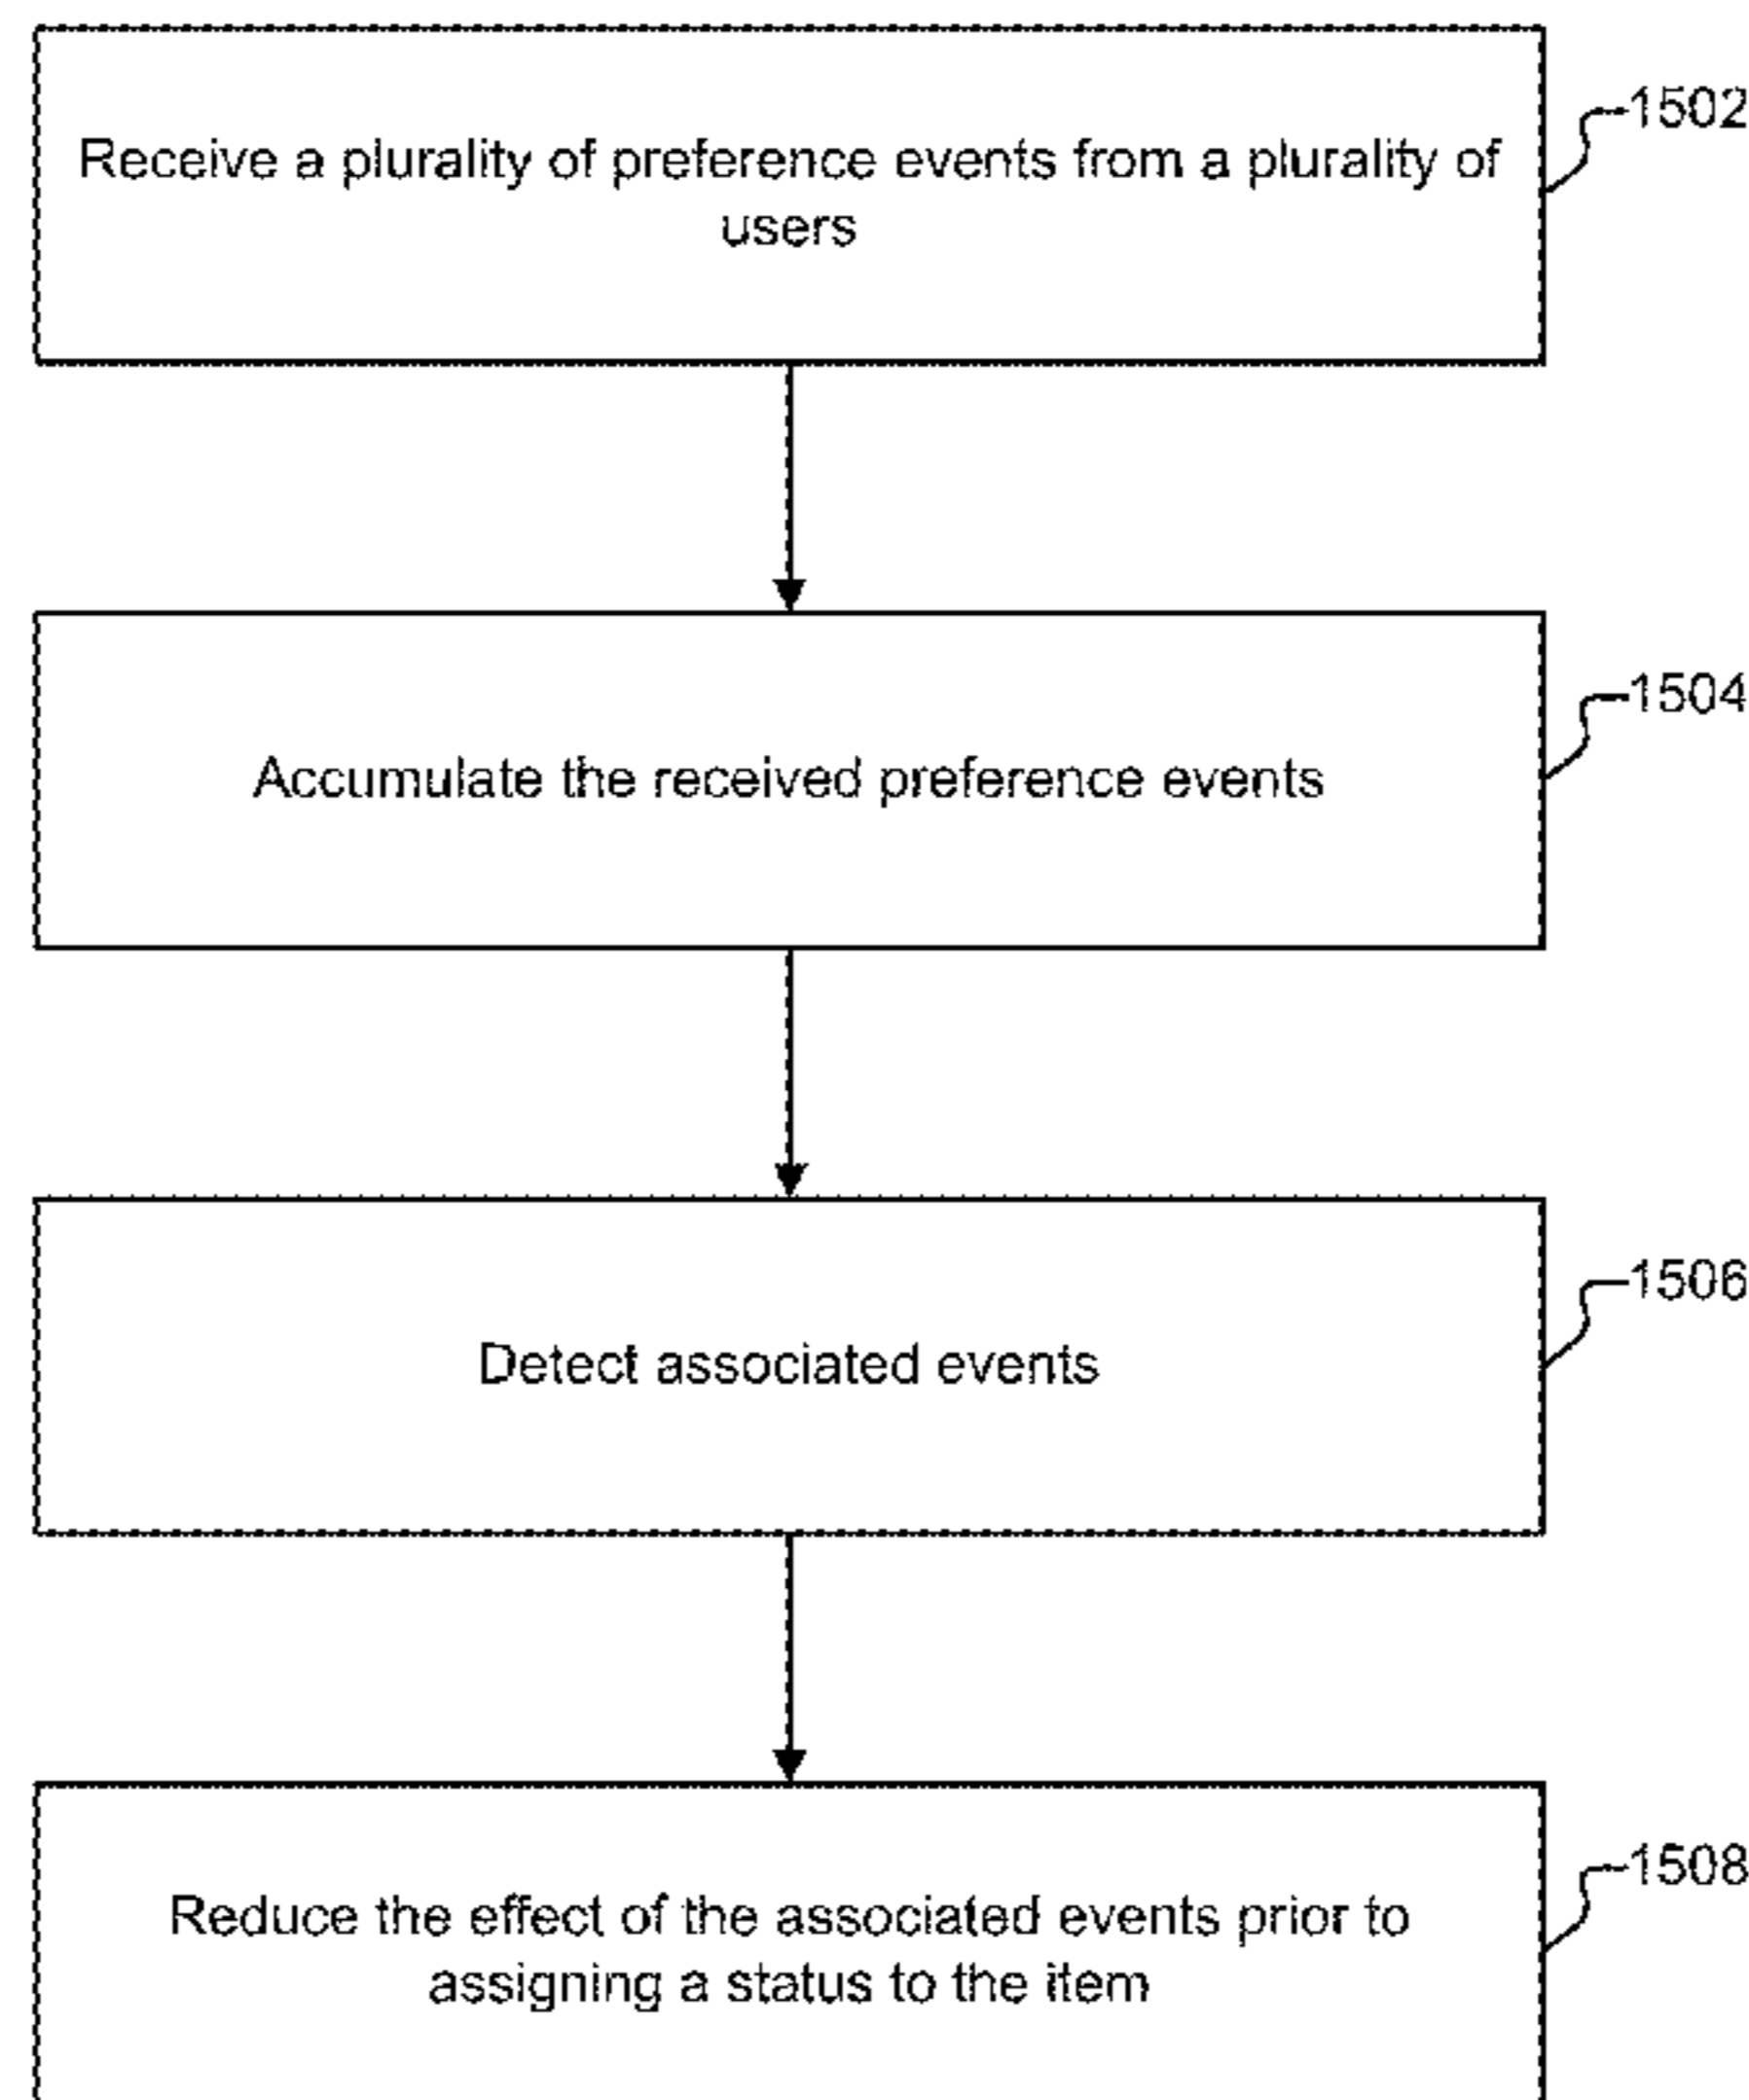 1502
Receive a plurality of preference events from a plurality of
users
1504
Accumulate the received preference events
1506
Detect associated events
1508
Reduce the effect of the associated events prior to
assigning a status to the item